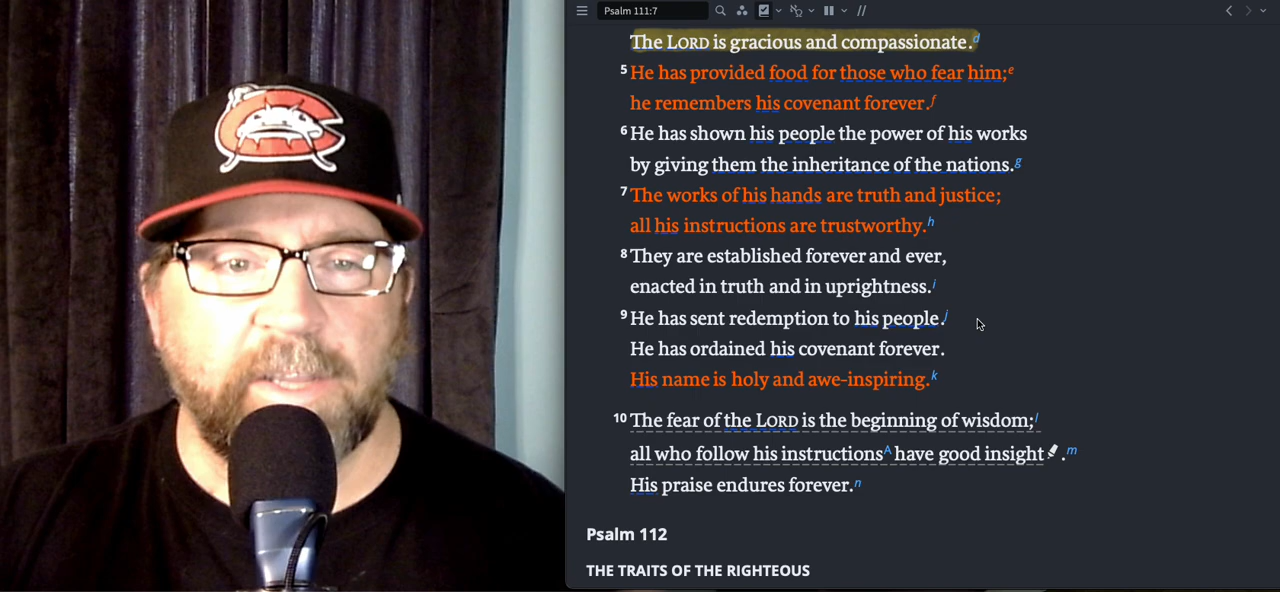 Psalm 111:7
The LORD is gracious and compassionate.d
5 He has provided food for those who fear him;e
he remembers his covenant forever.f
6 He has shown his people the power of his works
by giving them the inheritance of the nations.g
7 The works of his hands are truth and justice;
all his instructions are trustworthy.h
8 They are established forever and ever,
enacted in truth and in uprightness.i
9 He has sent redemption to his people.j
He has ordained his covenant forever.
His name is holy and awe-inspiring.k
10 The fear of the LORD is the beginning of wisdom;l
all who follow his instructionsA have good insight.m
His praise endures forever.n
Psalm 112
THE TRAITS OF THE RIGHTEOUS